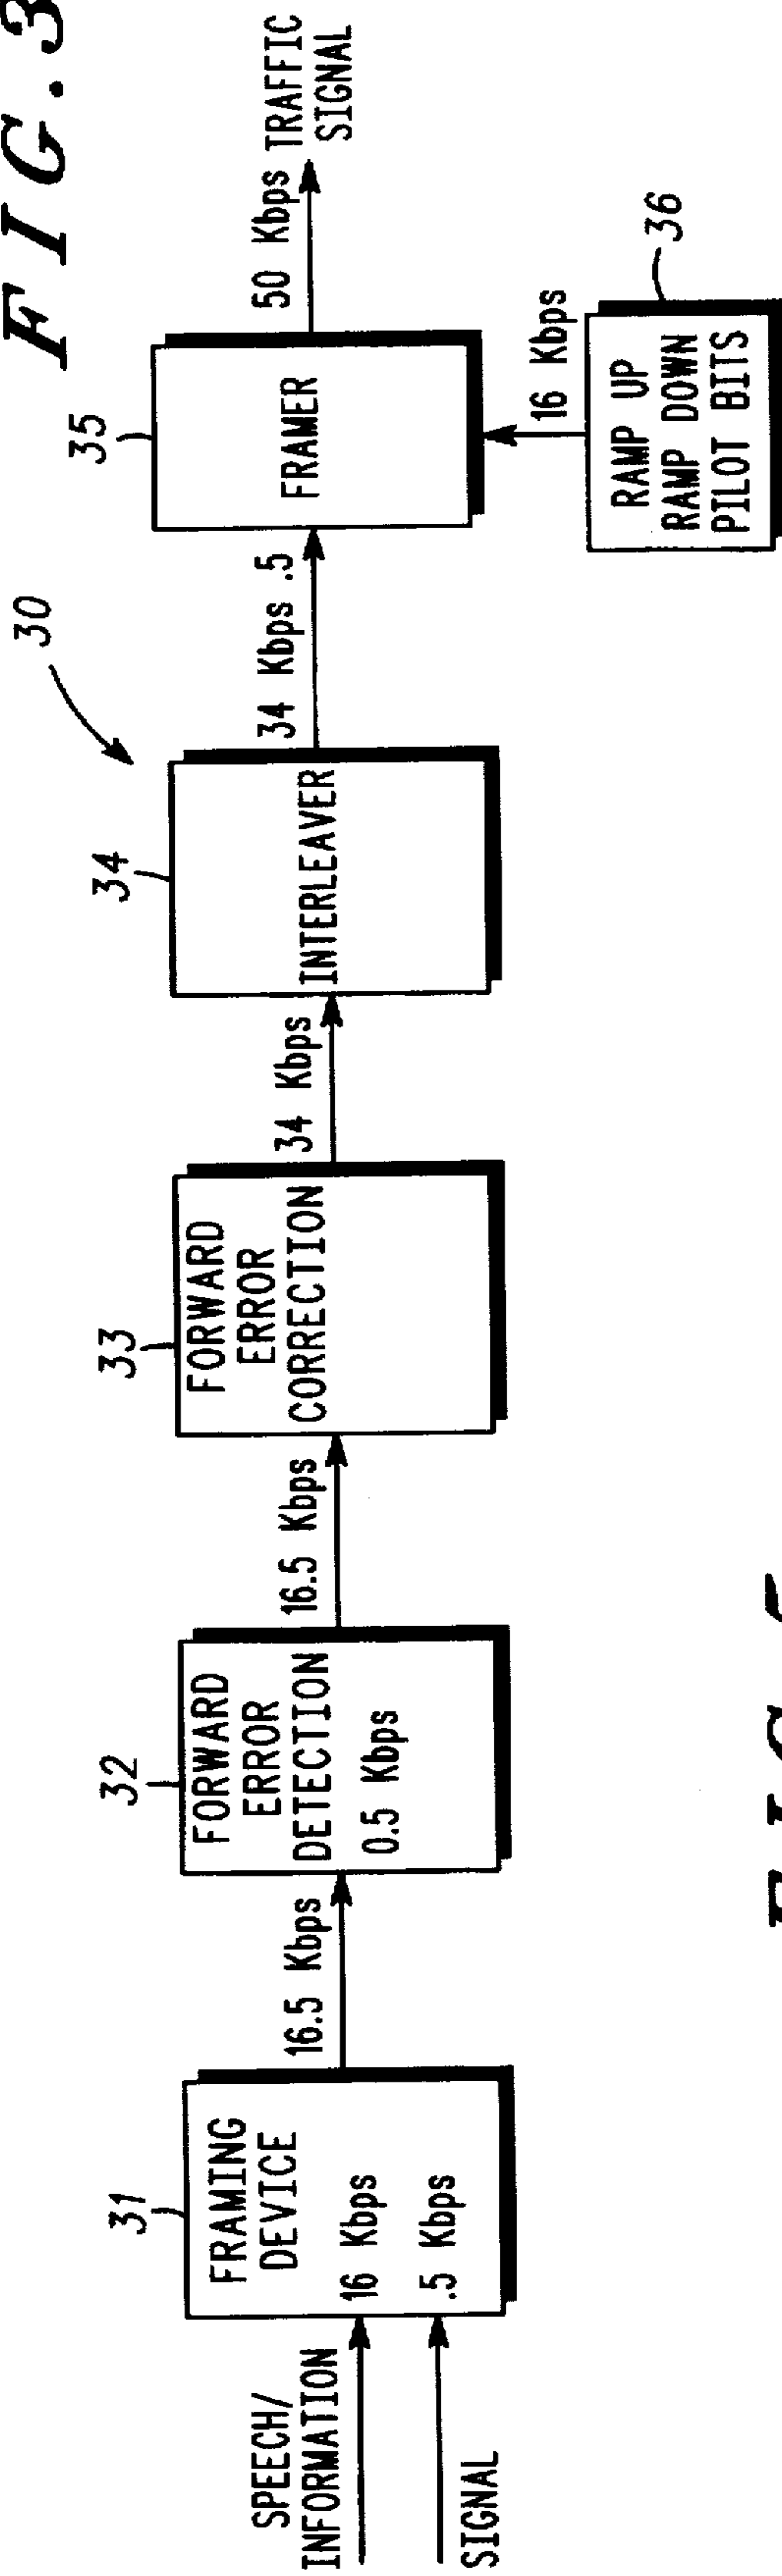 FIG. 3
30
SPEECH/
INFORMATION
SIGNAL
31
FRAMING
DEVICE
16 Kbps
.5 Kbps
16.5 Kbps
32
FORWARD
ERROR
DETECTION
0.5 Kbps
16.5 Kbps
33
FORWARD
ERROR
CORRECTION
34 Kbps
34
INTERLEAVER
34 Kbps .5
35
FRAMER
50 Kbps TRAFFIC
SIGNAL
16 Kbps
36
RAMP UP
RAMP DOWN
PILOT BITS